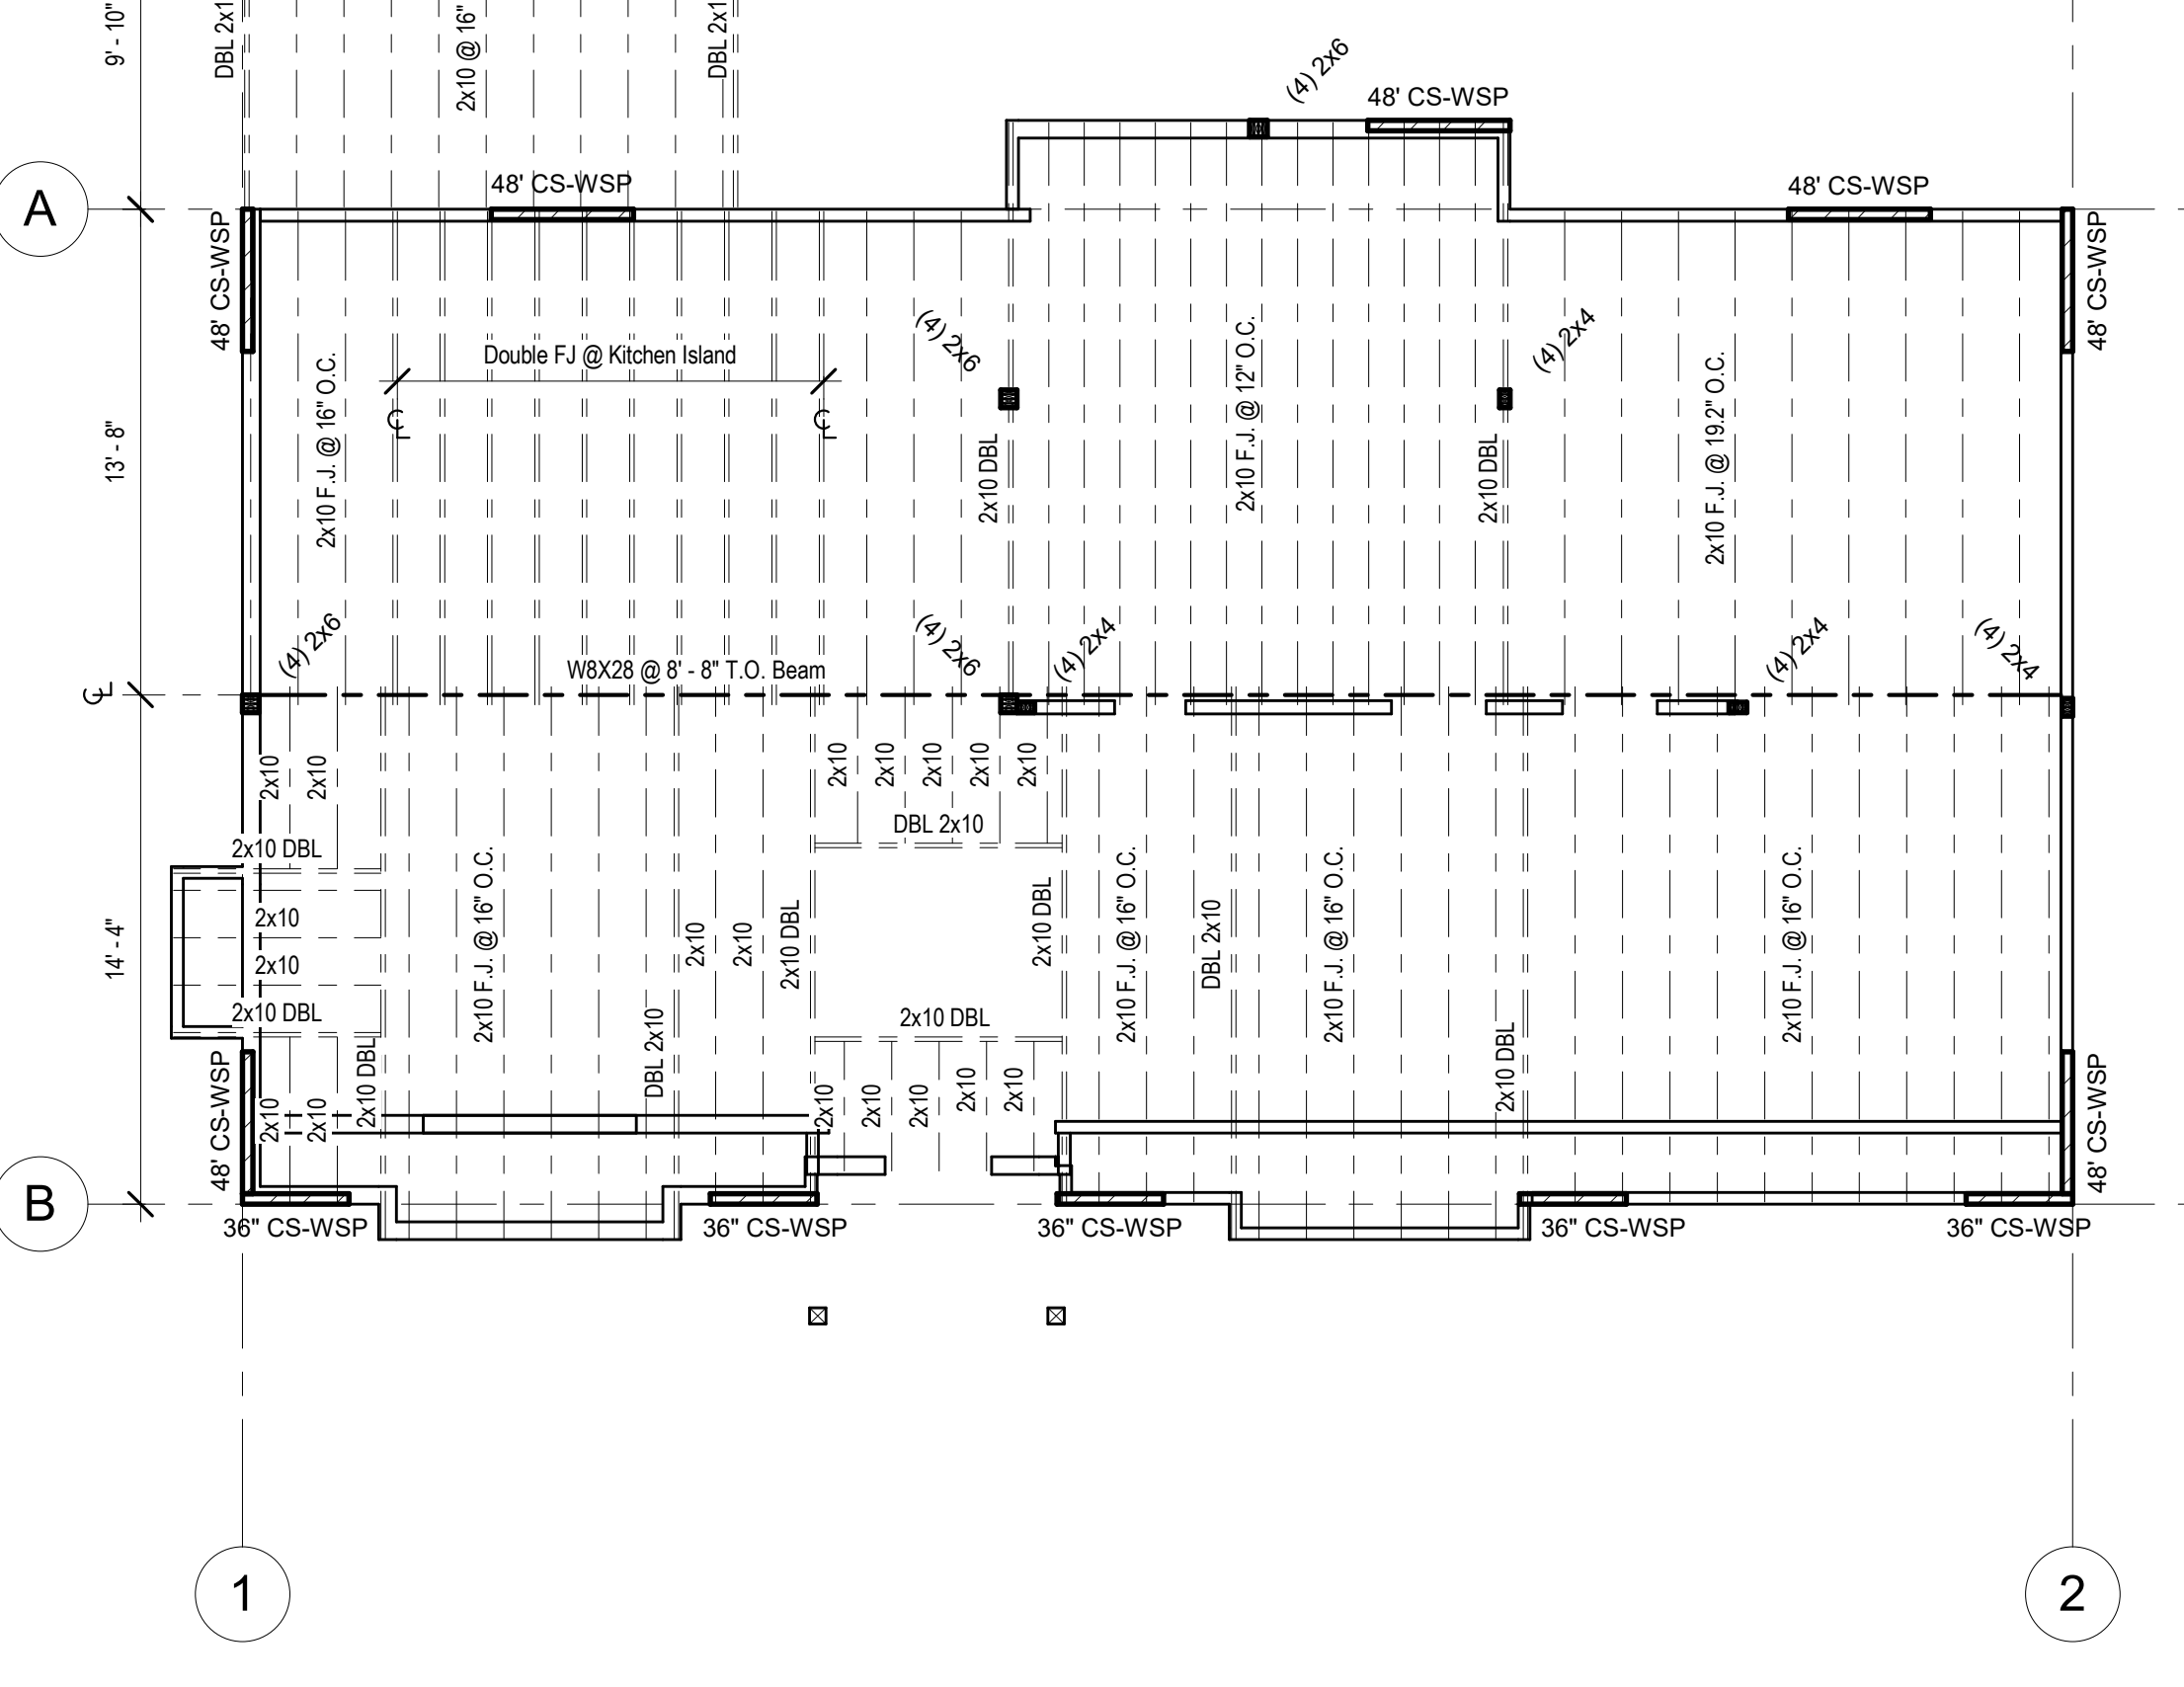 9' - 10"
DBL 2x1
2x10 @ 16"
DBL 2x1
(4) 2x6
48' CS-WSP
A
48' CS-WSP
48' CS-WSP
48' CS-WSP
48' CS-WSP
Double FJ @ Kitchen Island
(4) 2x6
(4) 2x4
2x10 F.J. @ 16" O.C.
2x10 F.J. @ 12" O.C.
2x10 F.J. @ 19.2" O.C.
13' - 8"
2x10 DBL
2x10 DBL
CL
CL
(4) 2x6
W8X28 @ 8' - 8" T.O. Beam
(4) 2x6
(4) 2x4
(4) 2x4
(4) 2x4
CL
2x10
2x10
2x10
2x10
2x10
2x10
2x10
DBL 2x10
2x10 DBL
2x10
2x10
2x10 DBL
14' - 4"
2x10 F.J. @ 16" O.C.
2x10
2x10
2x10 DBL
2x10 DBL
2x10 F.J. @ 16" O.C.
DBL 2x10
2x10 F.J. @ 16" O.C.
2x10 F.J. @ 16" O.C.
2x10 DBL
48' CS-WSP
2x10
2x10
2x10 DBL
DBL 2x10
2x10
2x10
2x10
2x10
2x10
2x10 DBL
48' CS-WSP
B
36" CS-WSP
36" CS-WSP
36" CS-WSP
36" CS-WSP
36" CS-WSP
1
2